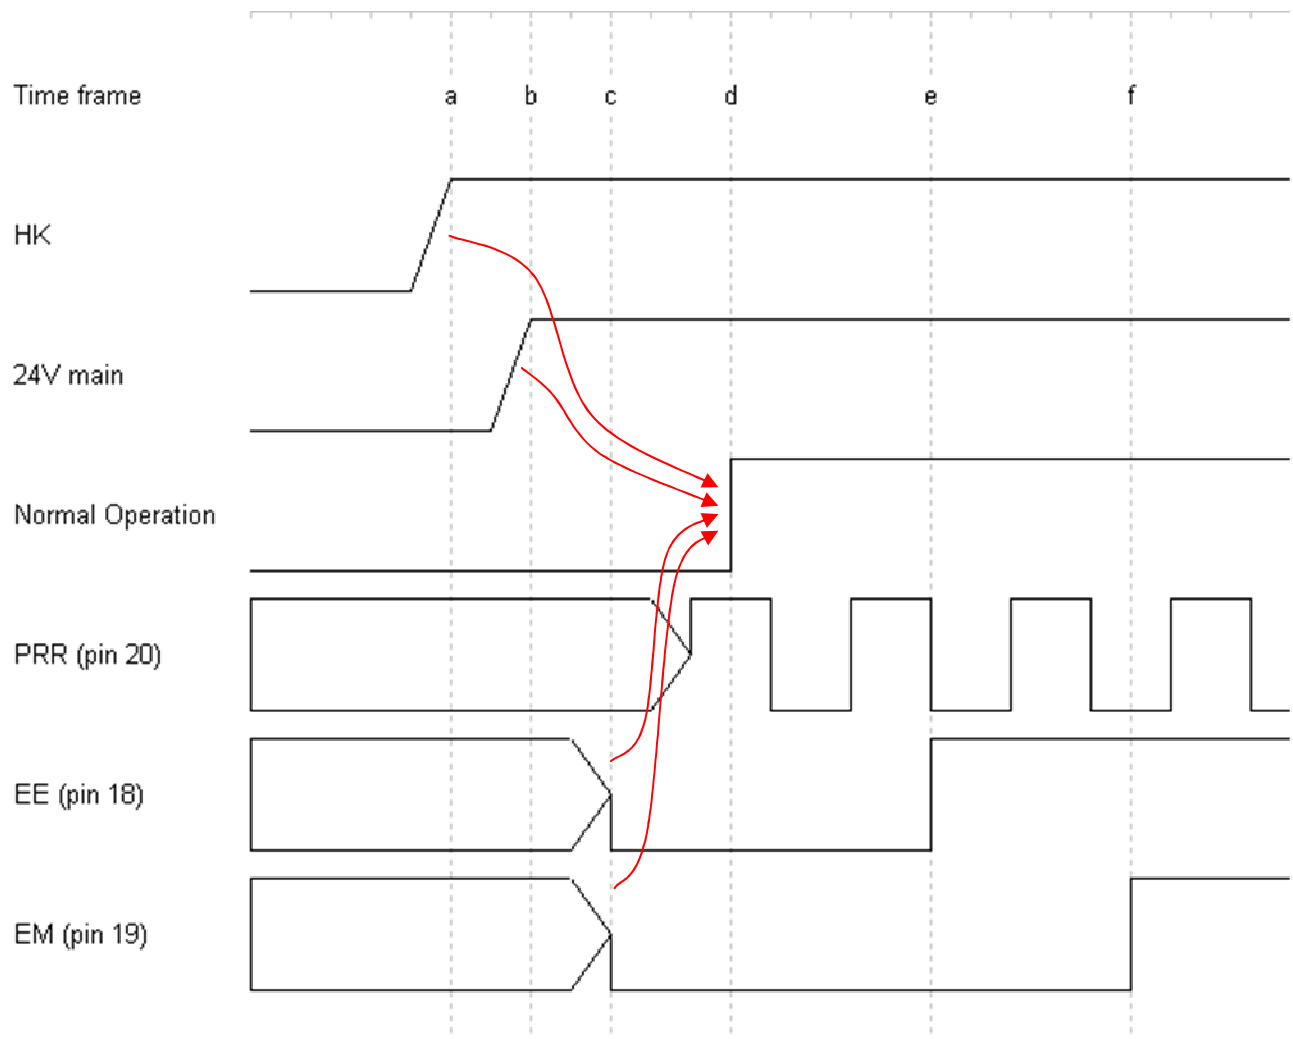 Time frame a b c d e f
HK
24V main
Normal Operation
PRR (pin 20)
EE (pin 18)
EM (pin 19)